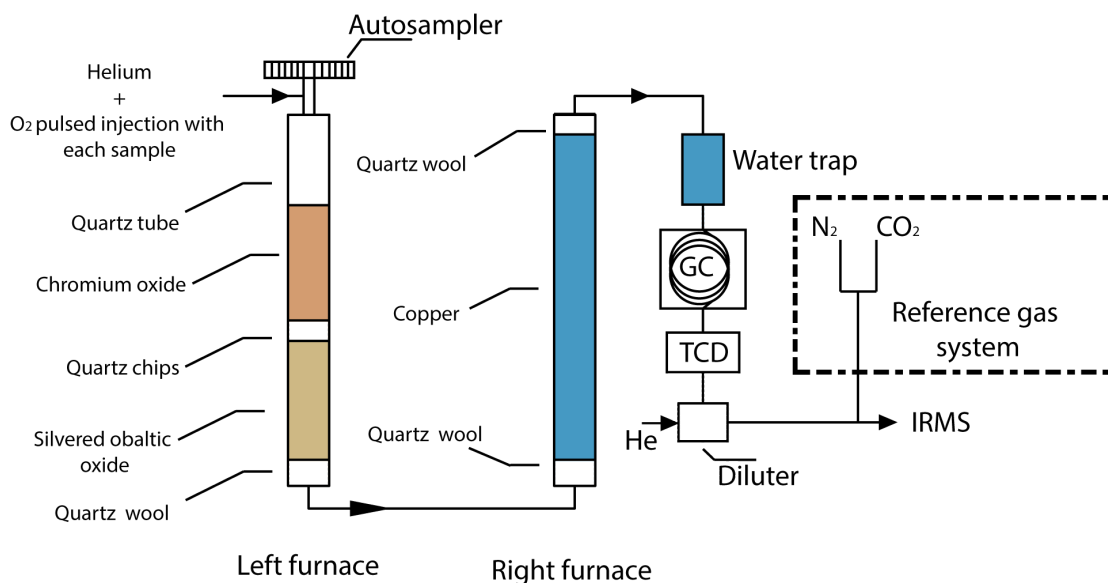 Autosampler
Helium
+
O₂ pulsed injection with
each sample
Quartz tube
Chromium oxide
Quartz chips
Silvered obaltic
oxide
Quartz wool
Left furnace
Quartz wool
Copper
Quartz wool
Right furnace
Water trap
GC
TCD
He
Diluter
N₂ CO₂
Reference gas
system
IRMS